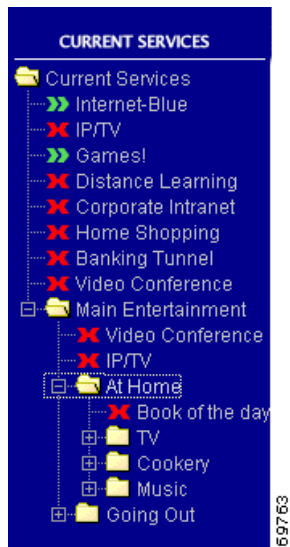 CURRENT SERVICES
Current Services
Internet-Blue
IP/TV
Games!
Distance Learning
Corporate Intranet
Home Shopping
Banking Tunnel
Video Conference
Main Entertainment
Video Conference
IP/TV
At Home
Book of the day
TV
Cookery
Music
Going Out
69763